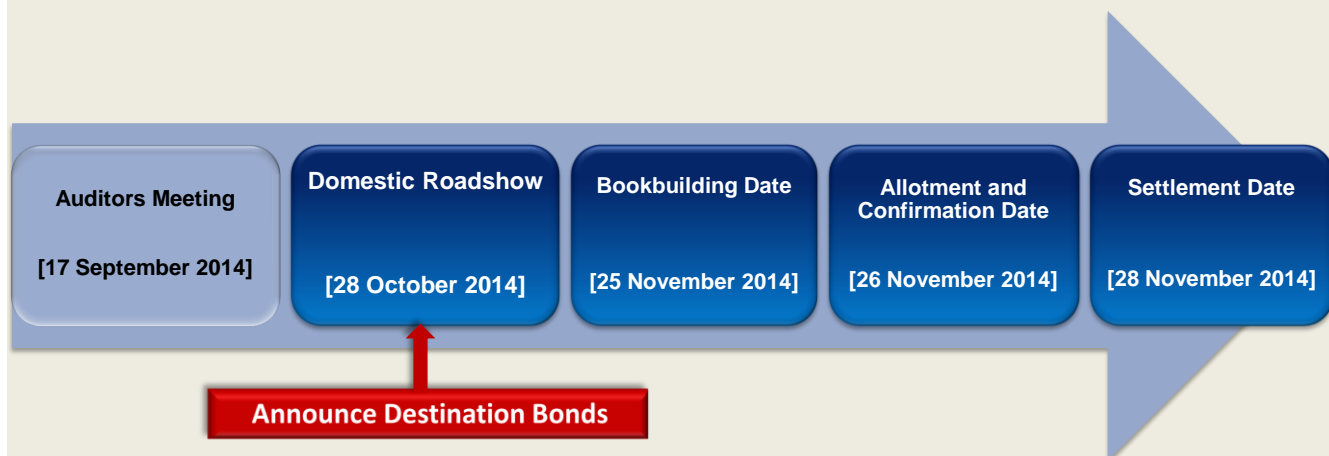 Auditors Meeting
[17 September 2014]
Domestic Roadshow
[28 October 2014]
Bookbuilding Date
[25 November 2014]
Allotment and
Confirmation Date
[26 November 2014]
Settlement Date
[28 November 2014]
Announce Destination Bonds